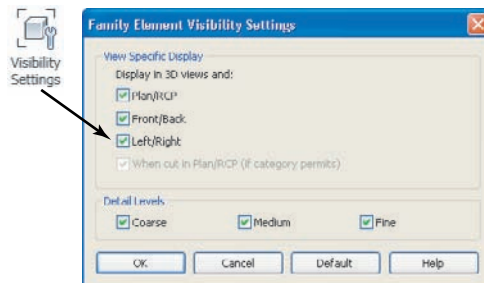 Visibility
Settings
Family Element Visibility Settings
View Specific Display
Display in 3D views and:
Plan/RCP
Front/Back
Left/Right
When cut in Plan/RCP (if category permits)
Detail Levels
Coarse Medium Fine
OK Cancel Default Help